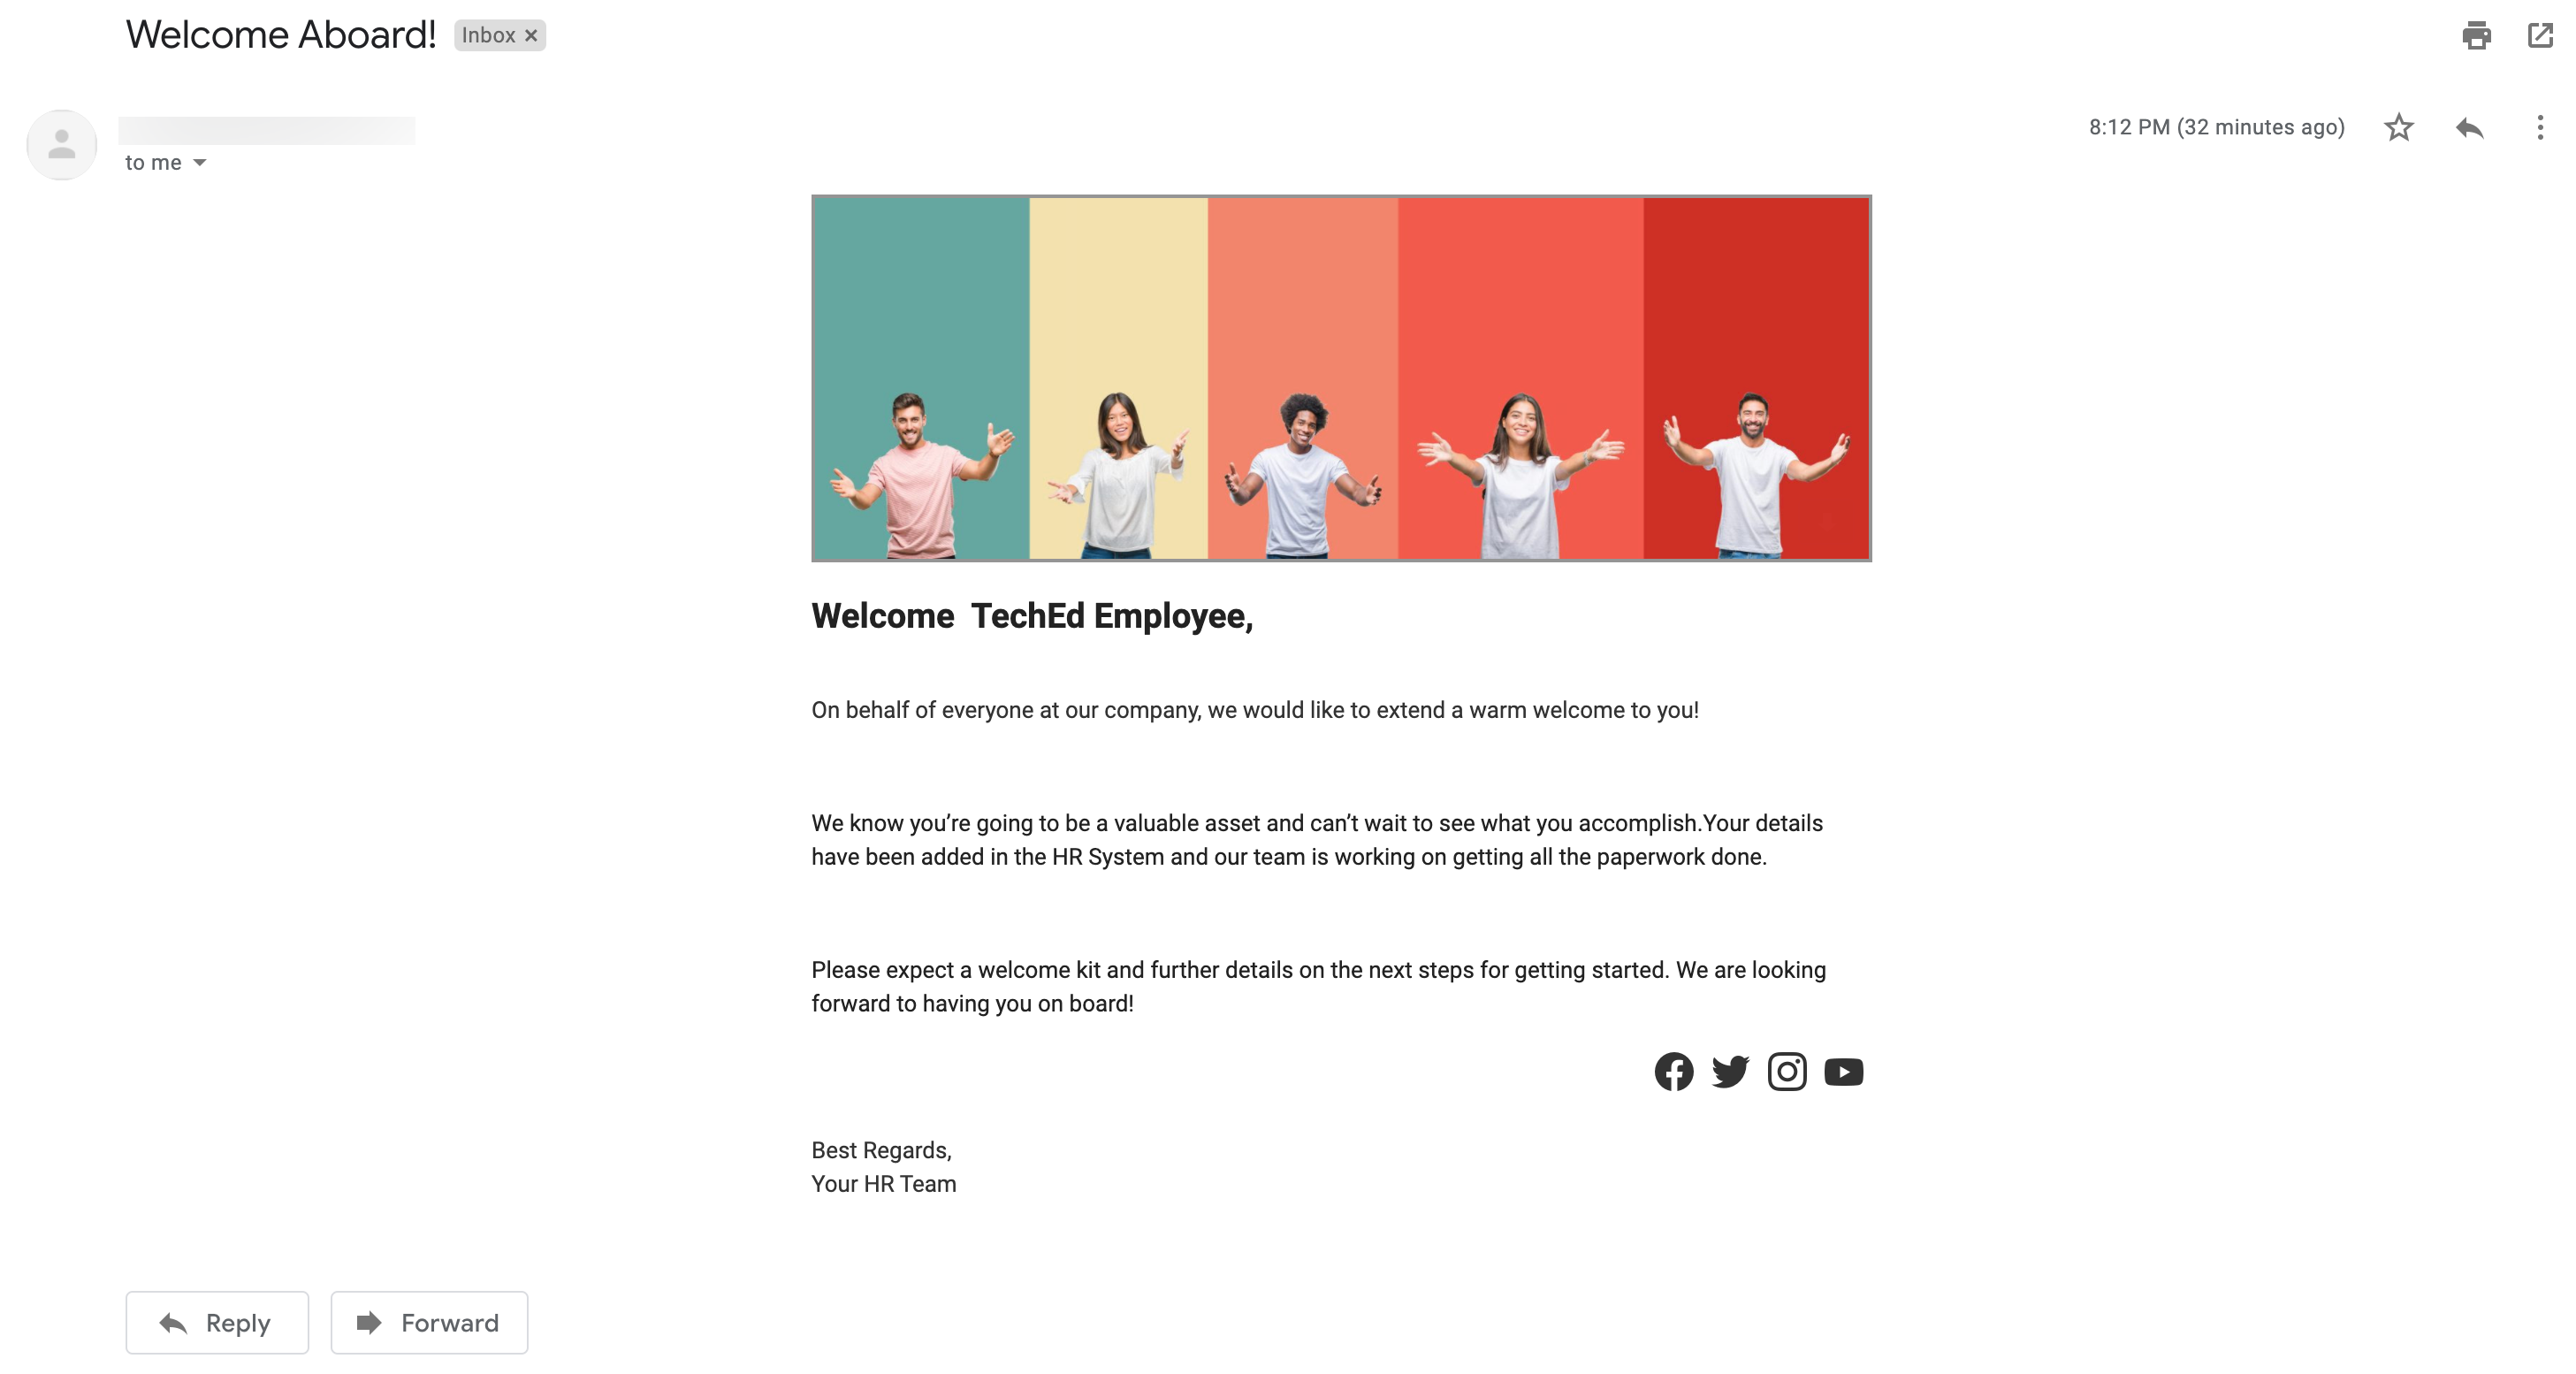 Welcome Aboard! Inbox ×
8:12 PM (32 minutes ago)
to me
Welcome  TechEd Employee,
On behalf of everyone at our company, we would like to extend a warm welcome to you!
We know you’re going to be a valuable asset and can’t wait to see what you accomplish.Your details
have been added in the HR System and our team is working on getting all the paperwork done.
Please expect a welcome kit and further details on the next steps for getting started. We are looking
forward to having you on board!
Best Regards,
Your HR Team
Reply Forward